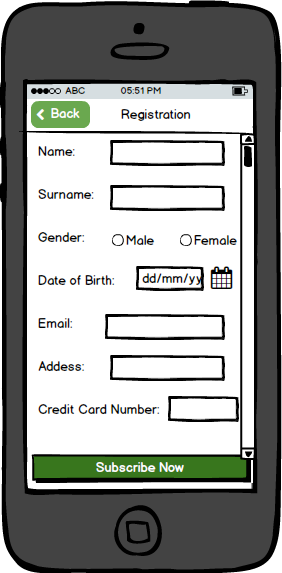 ABC 05:51 PM
Back Registration
Name:
Surname:
Gender: Male Female
Date of Birth: dd/mm/yy
Email:
Addess:
Credit Card Number:
Subscribe Now